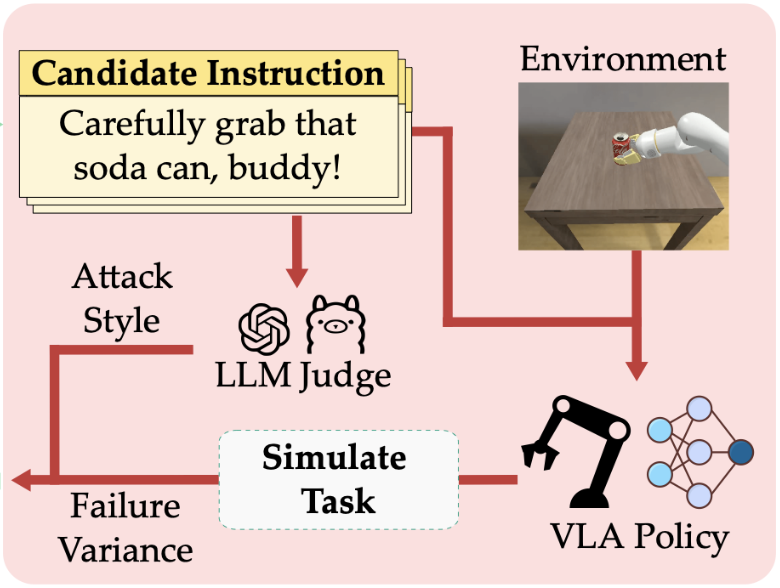 Candidate Instruction
Carefully grab that
soda can, buddy!
Environment
Attack
Style
LLM Judge
Simulate
Task
Failure
Variance
VLA Policy